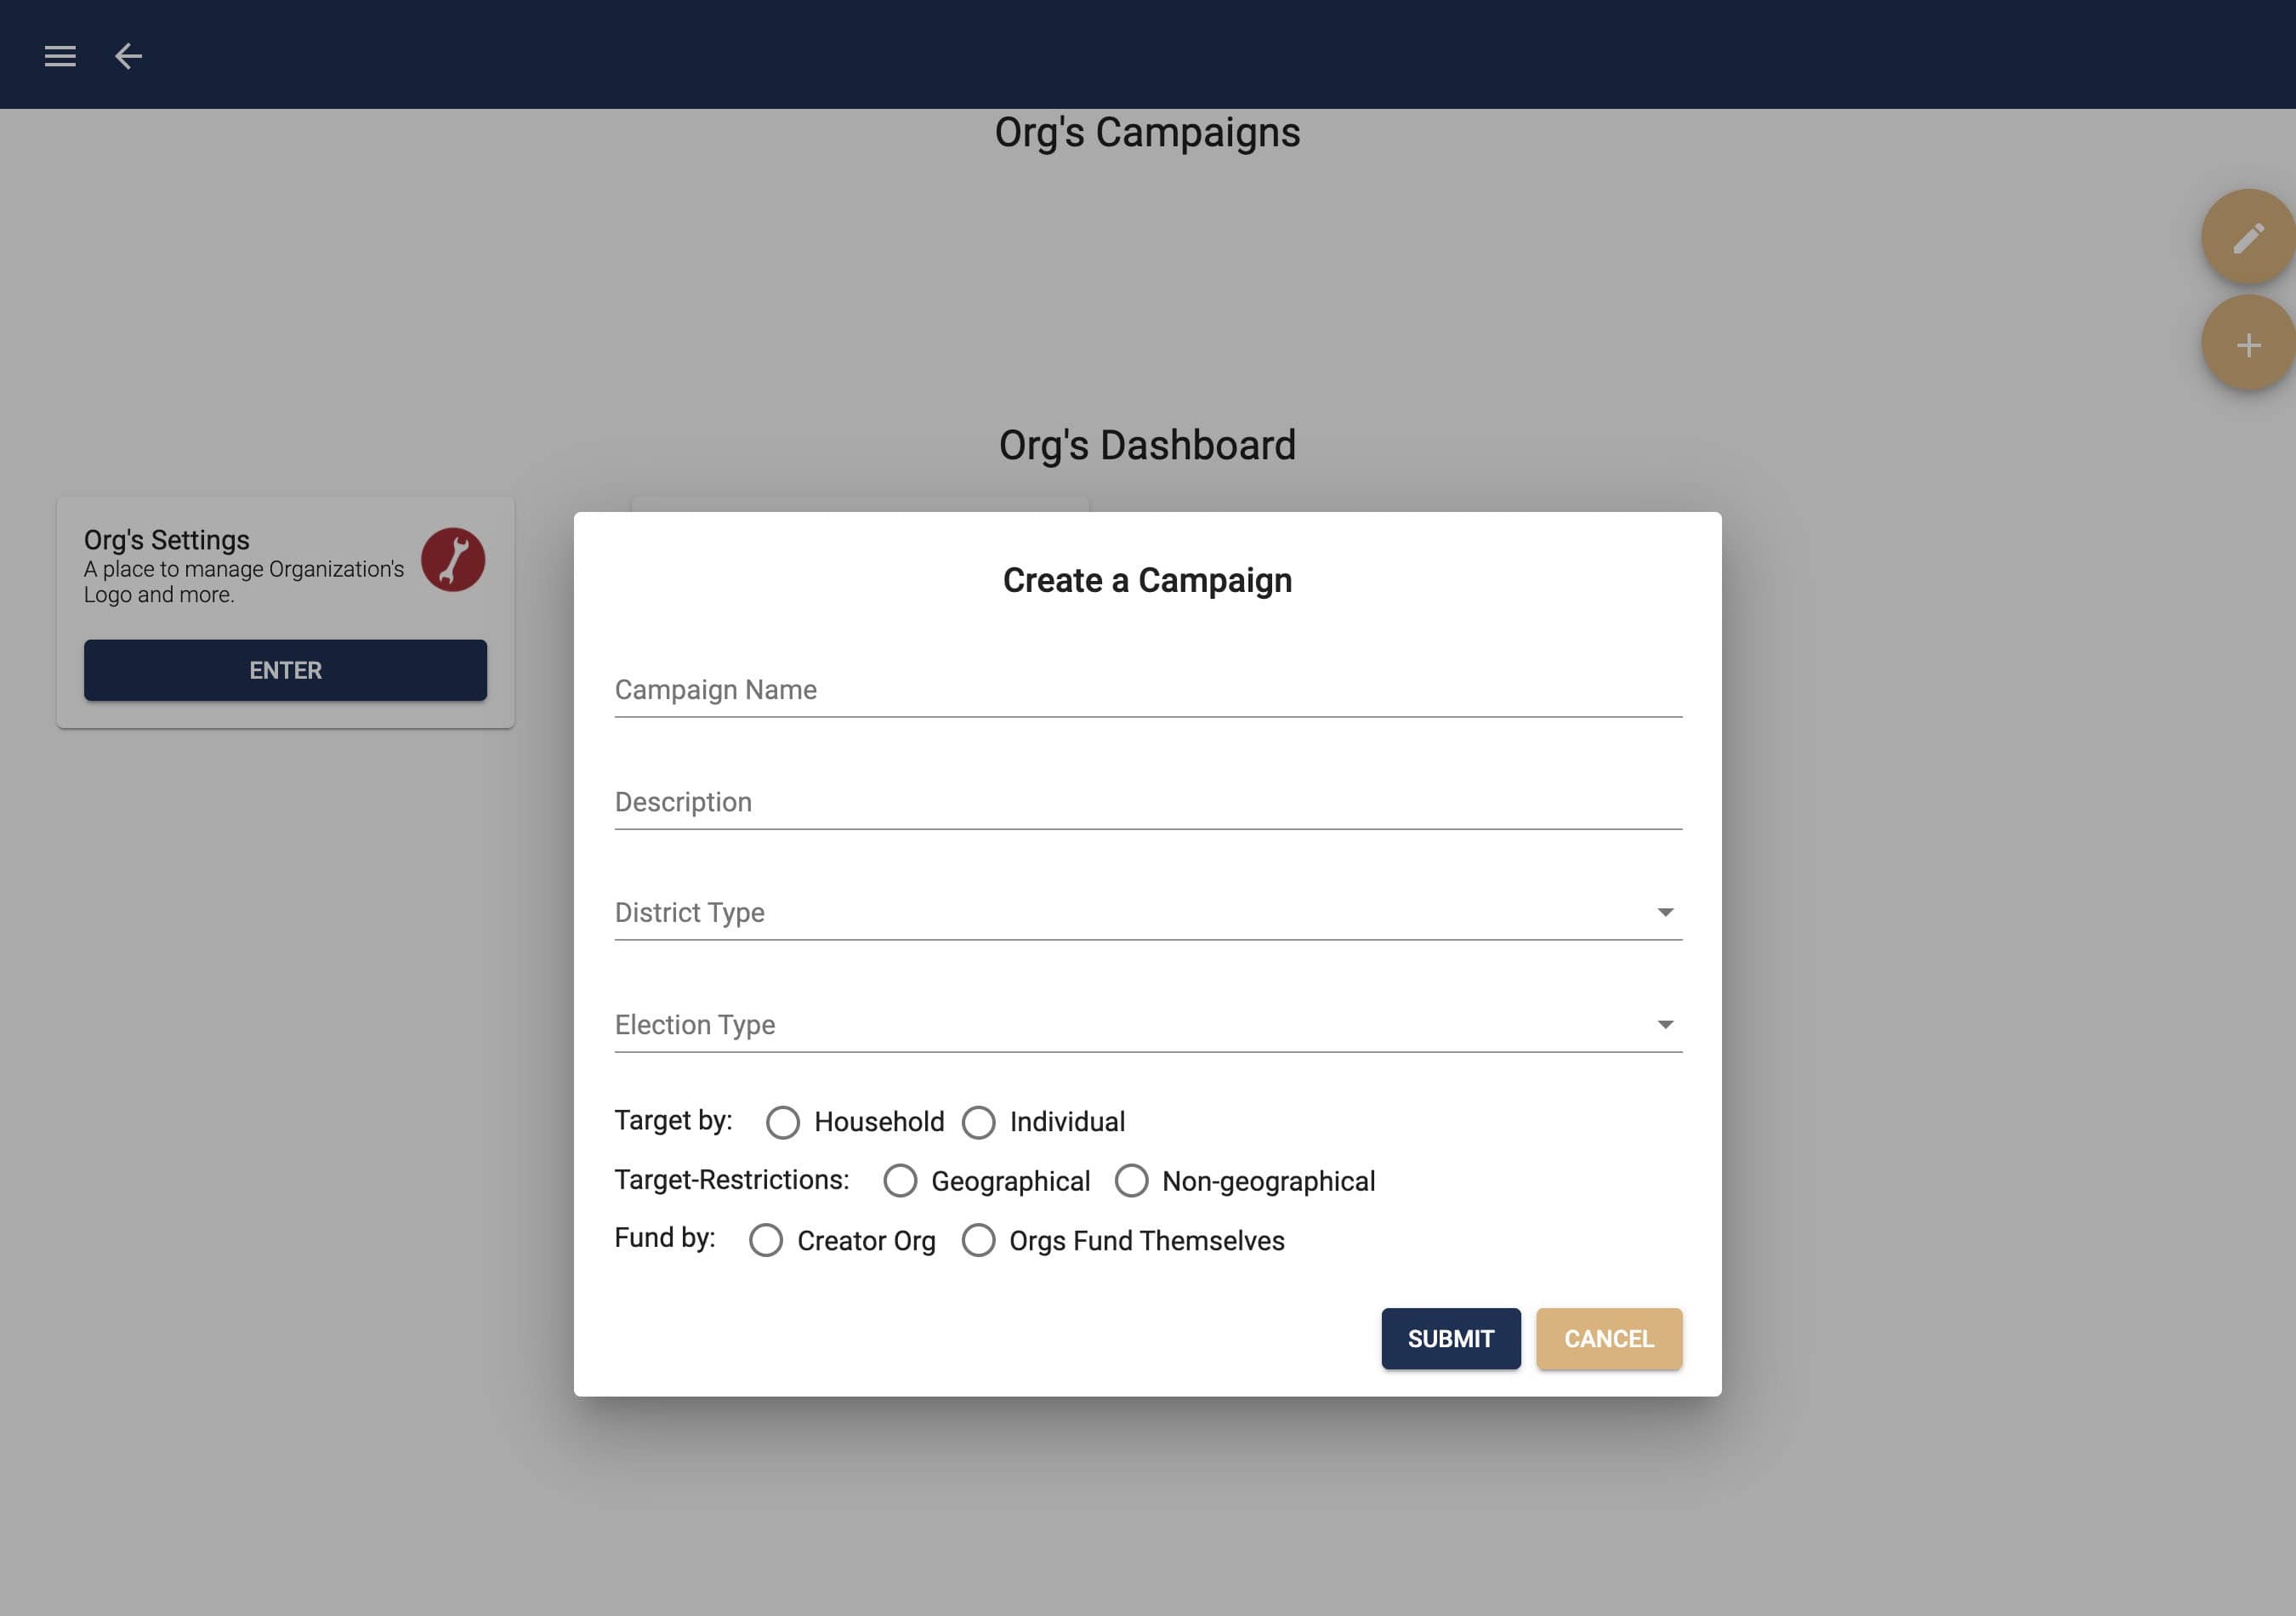 Org's Campaigns
Org's Dashboard
Org's Settings
A place to manage Organization's
Logo and more.
ENTER
Create a Campaign
Campaign Name
Description
District Type
Election Type
Target by: Household Individual
Target-Restrictions: Geographical Non-geographical
Fund by: Creator Org Orgs Fund Themselves
SUBMIT CANCEL